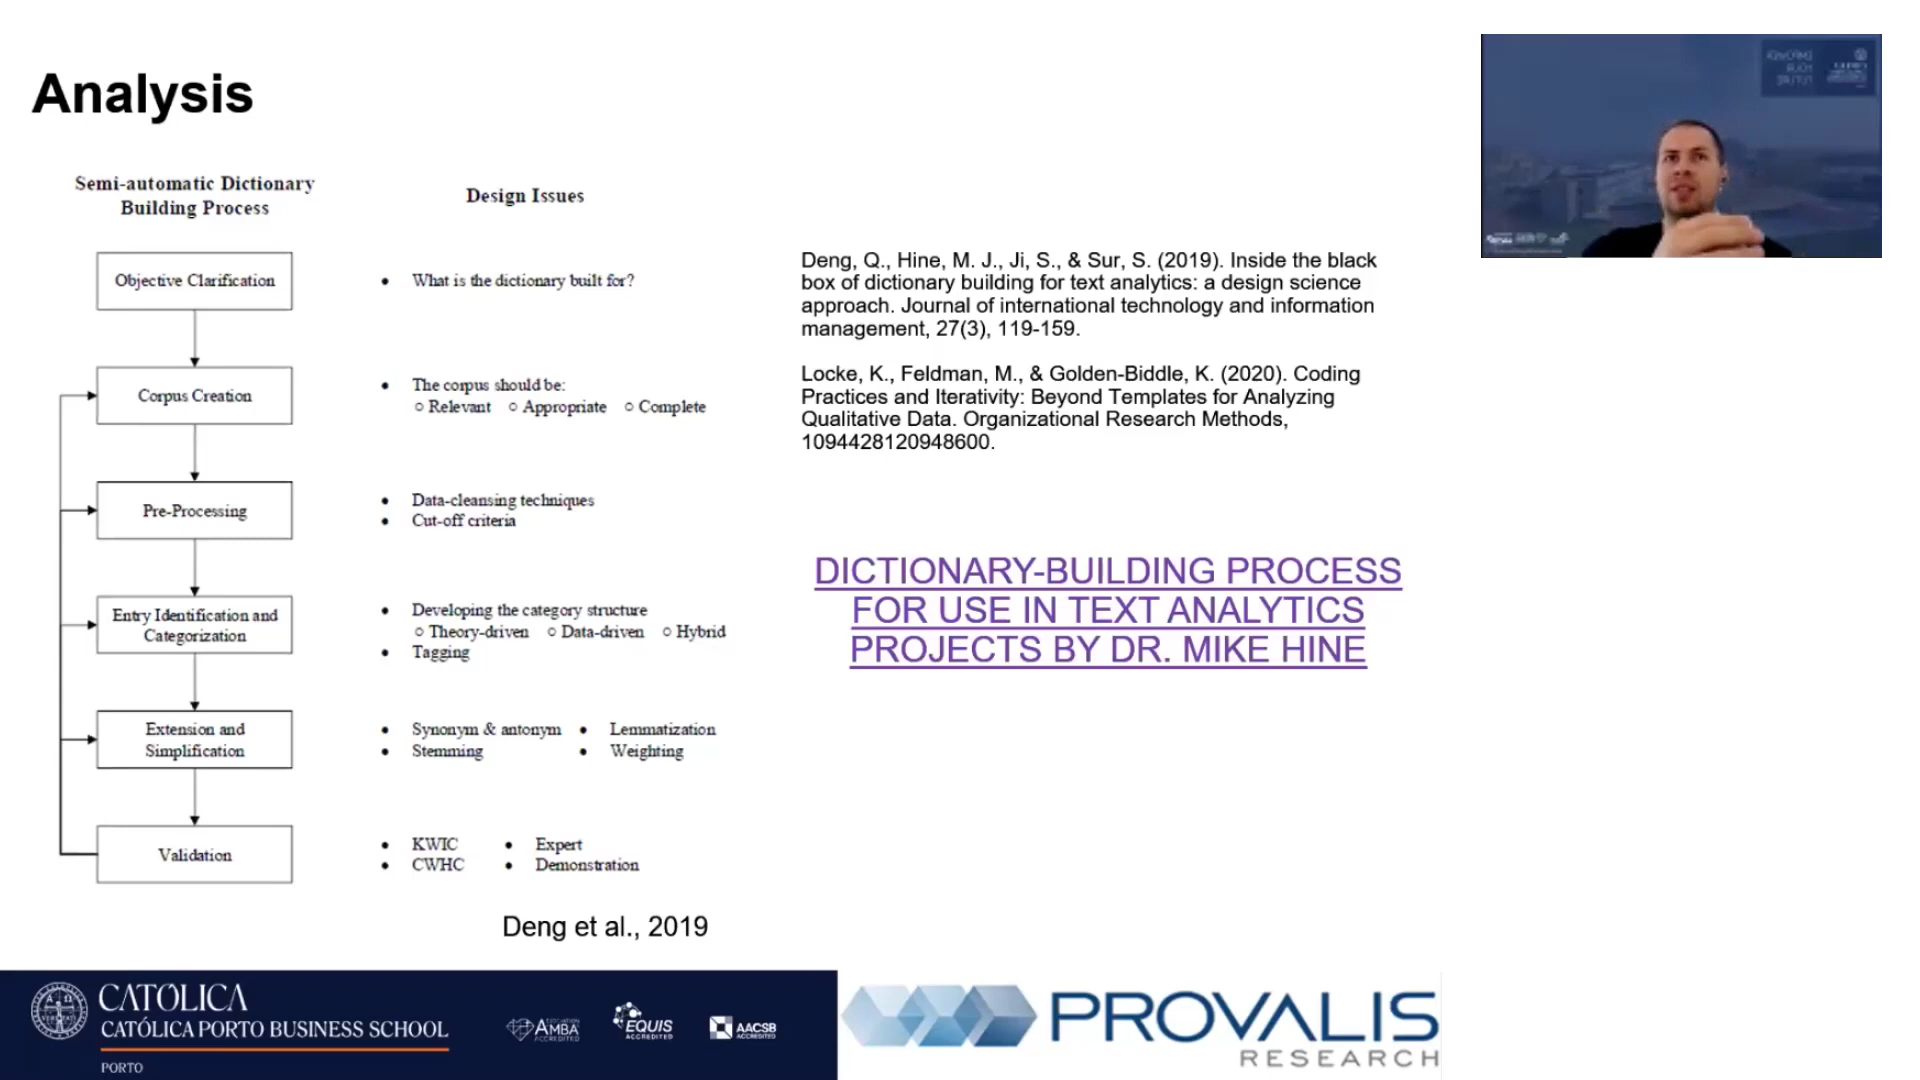 Analysis
Semi-automatic Dictionary
Building Process
Design Issues
Objective Clarification
• What is the dictionary built for?
Corpus Creation
• The corpus should be:
○ Relevant ○ Appropriate ○ Complete
Pre-Processing
• Data-cleansing techniques
• Cut-off criteria
Entry Identification and
Categorization
• Developing the category structure
○ Theory-driven ○ Data-driven ○ Hybrid
• Tagging
Extension and
Simplification
• Synonym & antonym • Lemmatization
• Stemming • Weighting
Validation
• KWIC • Expert
• CWHC • Demonstration
Deng et al., 2019
Deng, Q., Hine, M. J., Ji, S., & Sur, S. (2019). Inside the black
box of dictionary building for text analytics: a design science
approach. Journal of international technology and information
management, 27(3), 119-159.
Locke, K., Feldman, M., & Golden-Biddle, K. (2020). Coding
Practices and Iterativity: Beyond Templates for Analyzing
Qualitative Data. Organizational Research Methods,
1094428120948600.
DICTIONARY-BUILDING PROCESS
FOR USE IN TEXT ANALYTICS
PROJECTS BY DR. MIKE HINE
CATÓLICA
CATÓLICA PORTO BUSINESS SCHOOL
PORTO
ASSOCIATION
AMBA
ACCREDITED
EQUIS
ACCREDITED
AACSB
ACCREDITED
PROVALIS
RESEARCH